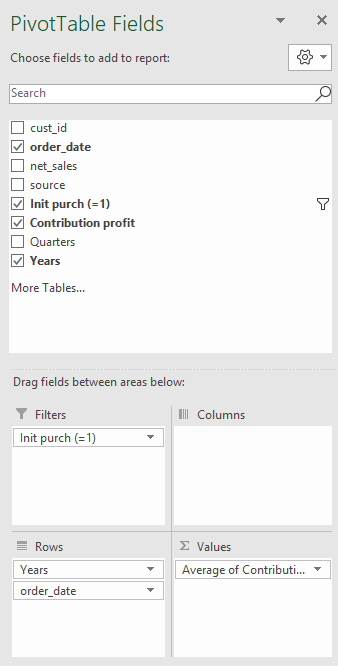 PivotTable Fields
Choose fields to add to report:
Search
cust_id
order_date
net_sales
source
Init purch (=1)
Contribution profit
Quarters
Years
More Tables...
Drag fields between areas below:
Filters
Columns
Init purch (=1)
Rows
Values
Years
Average of Contributi...
order_date